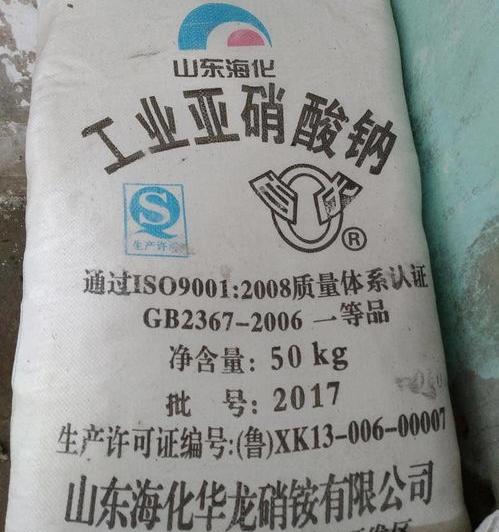 山东海化
工业亚硝酸钠
生产许可
®
通过ISO9001:2008质量体系认证
GB2367-2006 一等品
净含量: 50 kg
批 号: 2017
生产许可证编号:(鲁)XK13-006-00007
山东海化华龙硝铵有限公司